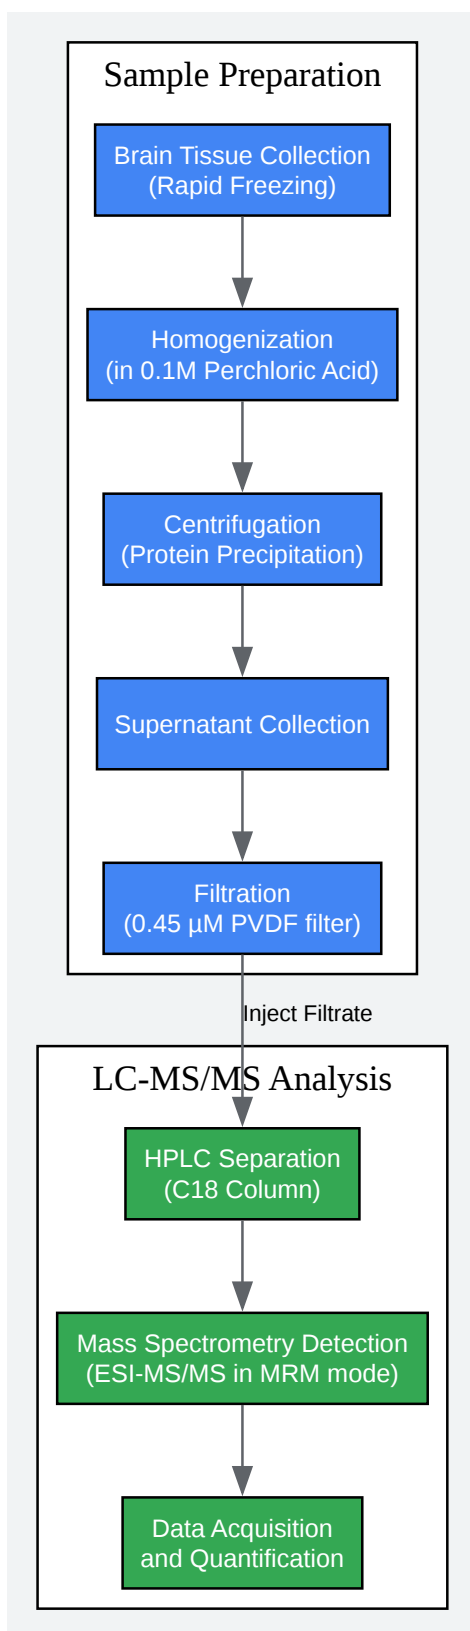 Sample Preparation
Brain Tissue Collection
(Rapid Freezing)
Homogenization
(in 0.1M Perchloric Acid)
Centrifugation
(Protein Precipitation)
Supernatant Collection
Filtration
(0.45 µM PVDF filter)
Inject Filtrate
LC-MS/MS Analysis
HPLC Separation
(C18 Column)
Mass Spectrometry Detection
(ESI-MS/MS in MRM mode)
Data Acquisition
and Quantification